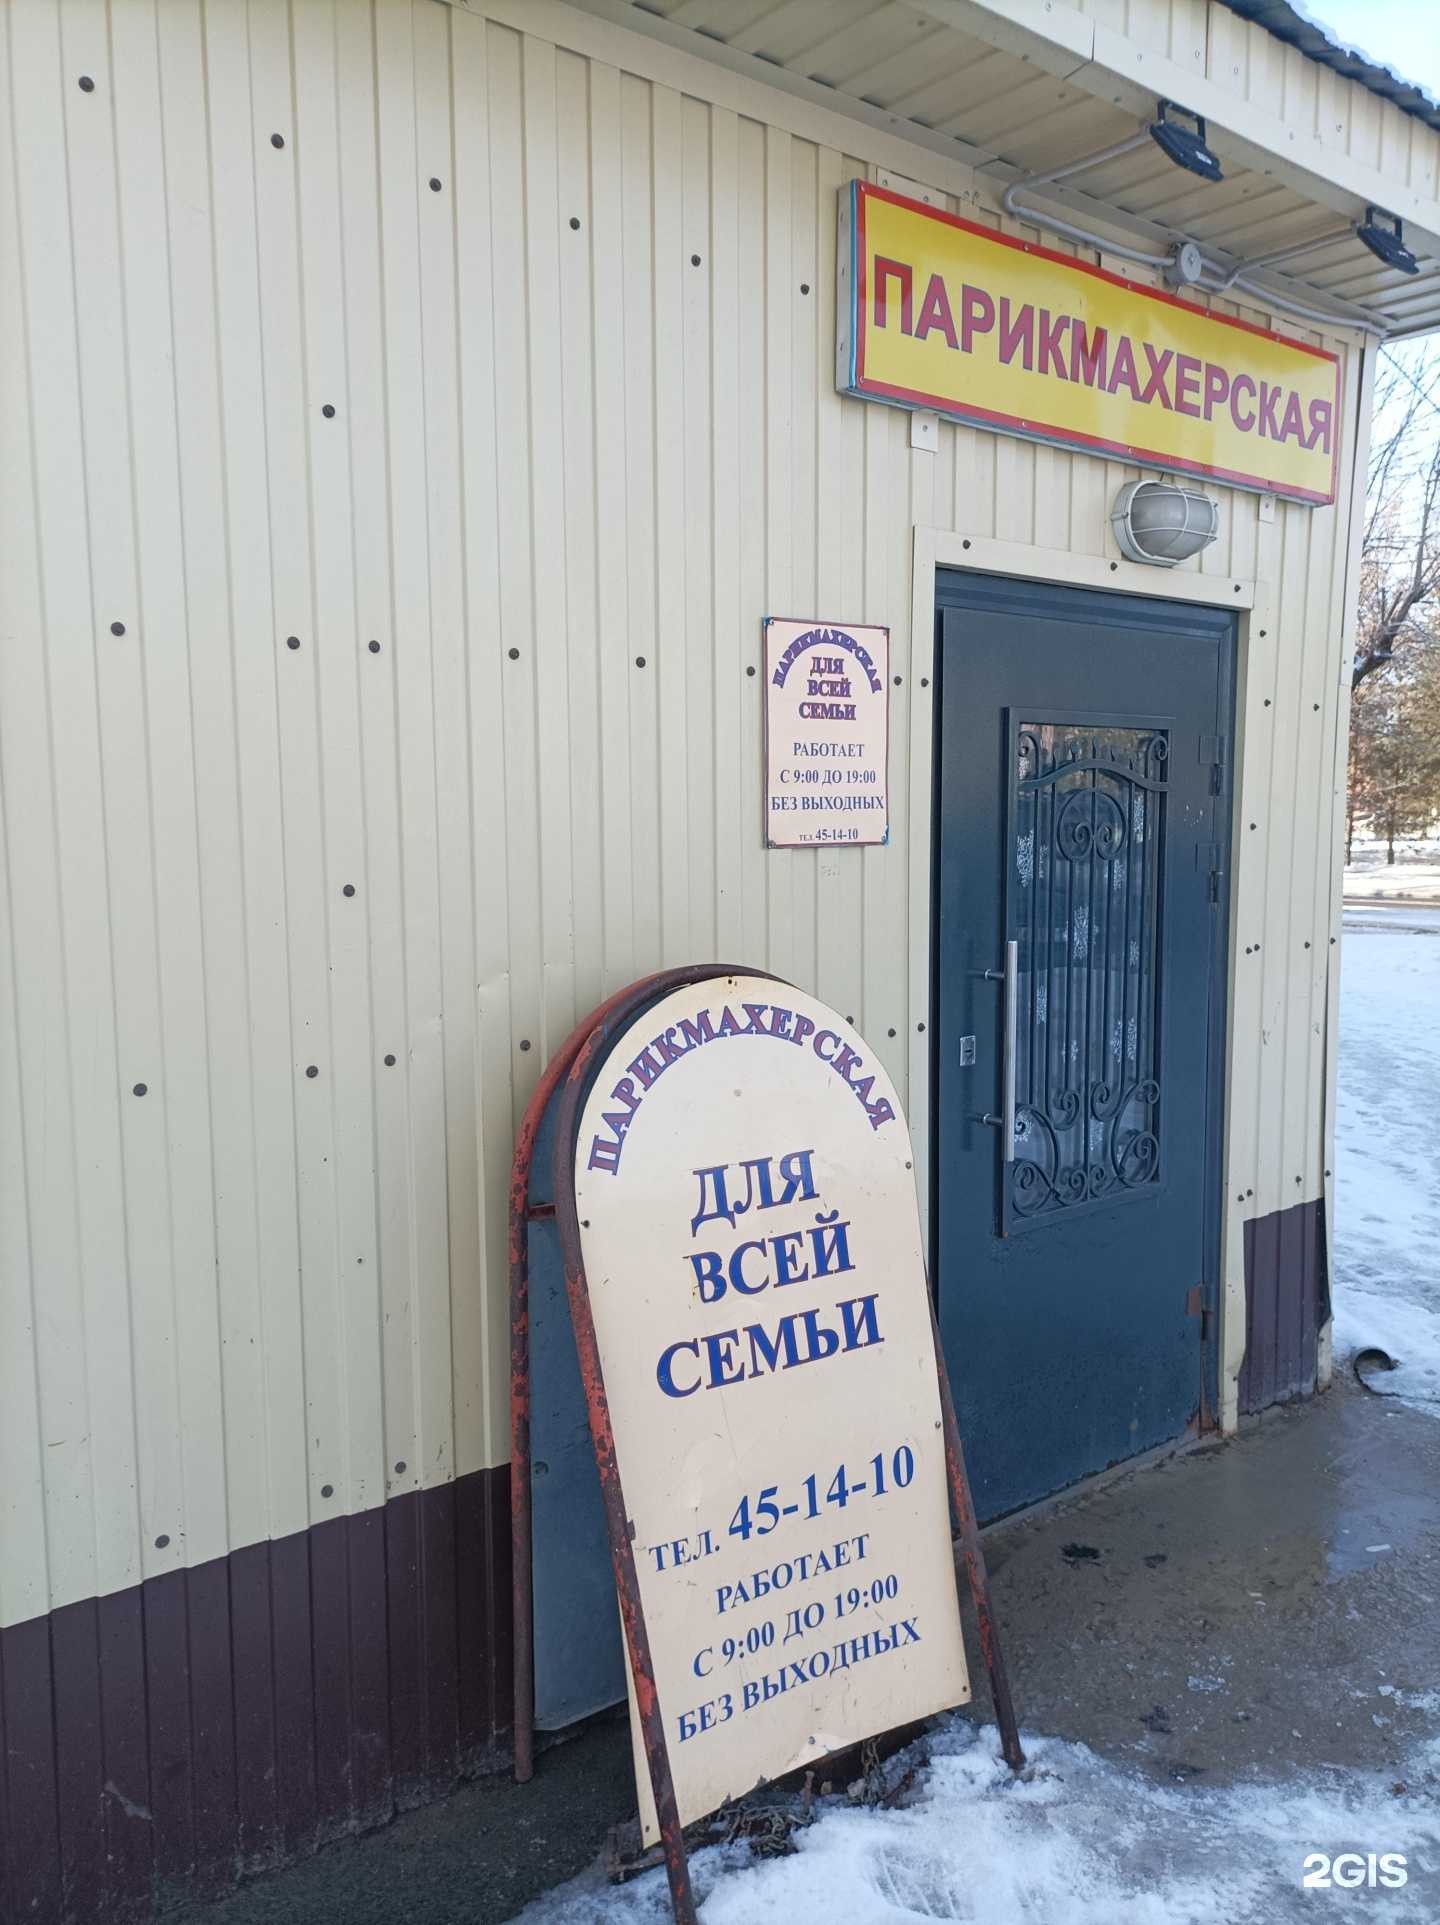 ПАРИКМАХЕРСКАЯ
ПАРИКМАХЕРСКАЯ
ДЛЯ
ВСЕЙ
СЕМЬИ
РАБОТАЕТ
С 9:00 ДО 19:00
БЕЗ ВЫХОДНЫХ
ТЕЛ. 45-14-10
ПАРИКМАХЕРСКАЯ
ДЛЯ
ВСЕЙ
СЕМЬИ
ТЕЛ. 45-14-10
РАБОТАЕТ
С 9:00 ДО 19:00
БЕЗ ВЫХОДНЫХ
2GIS